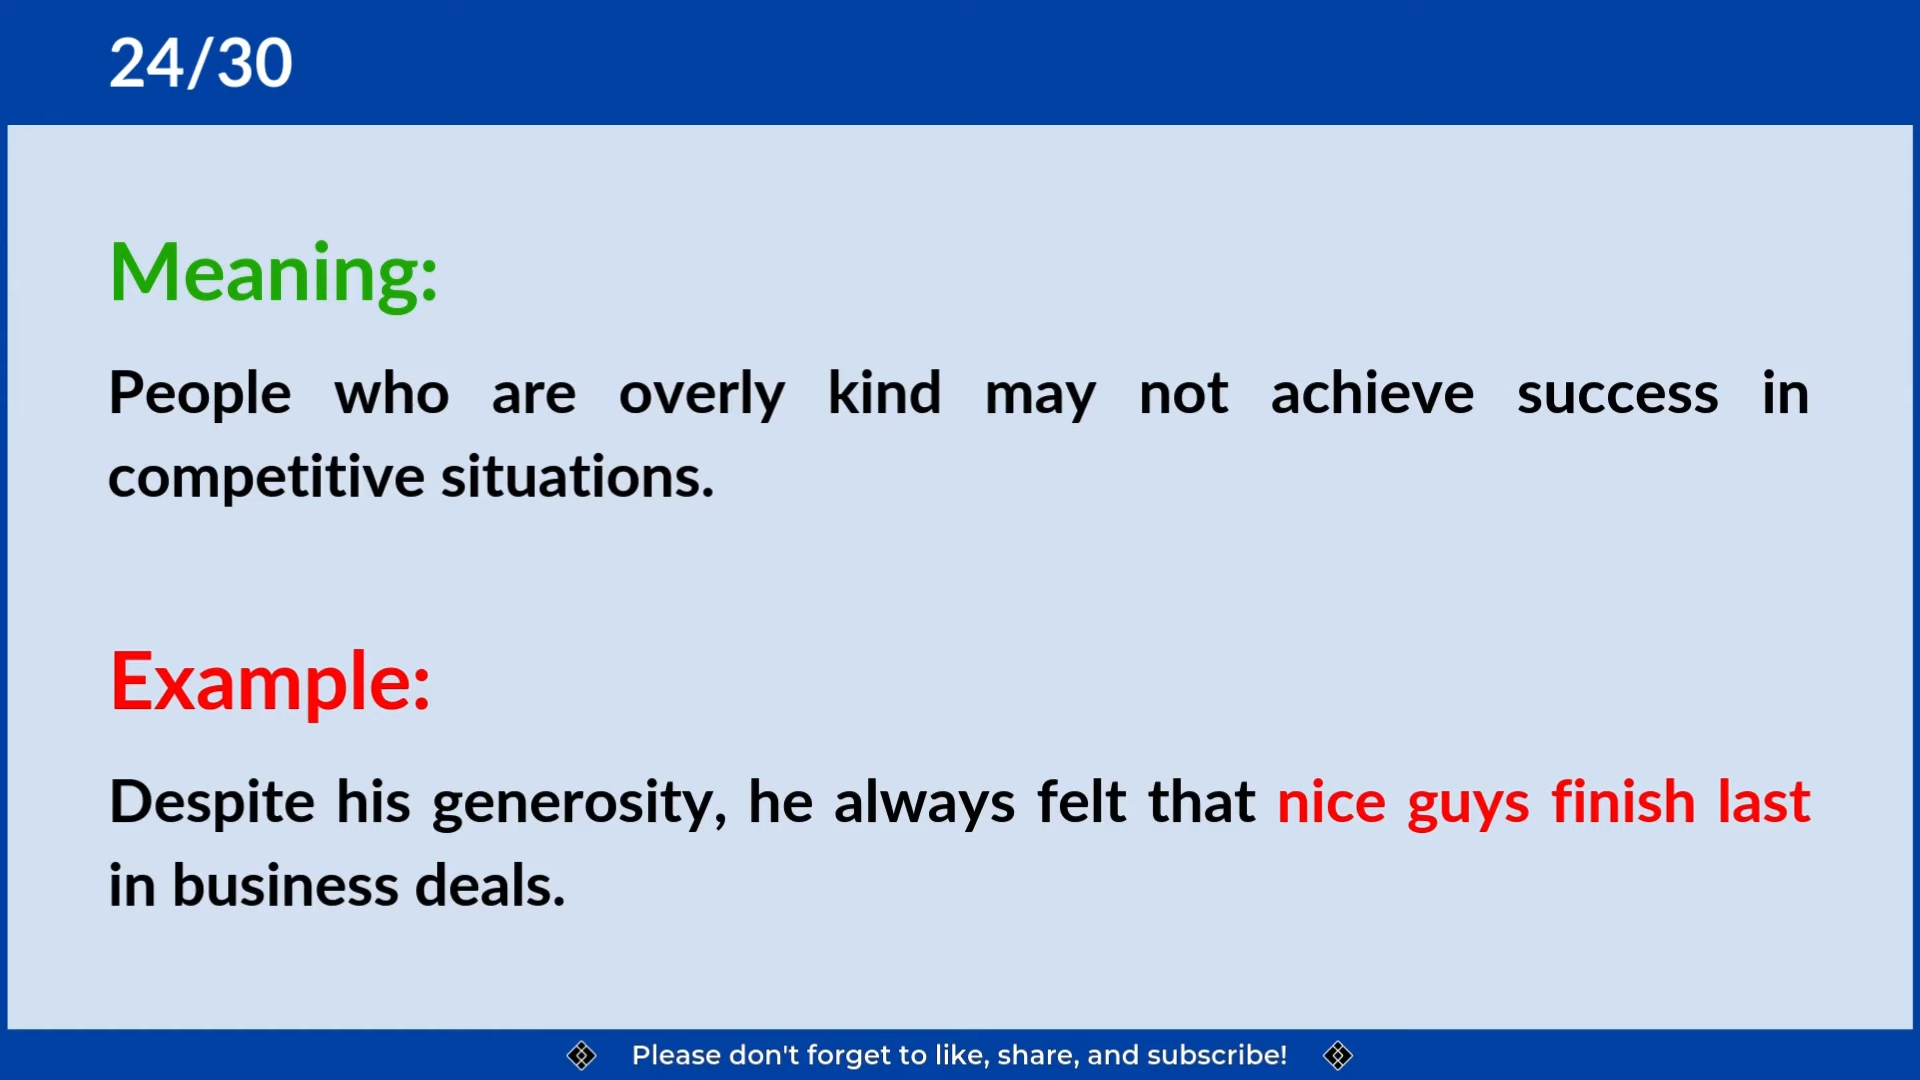 24/30
Meaning:
People who are overly kind may not achieve success in
competitive situations.
Example:
Despite his generosity, he always felt that nice guys finish last
in business deals.
Please don't forget to like, share, and subscribe!